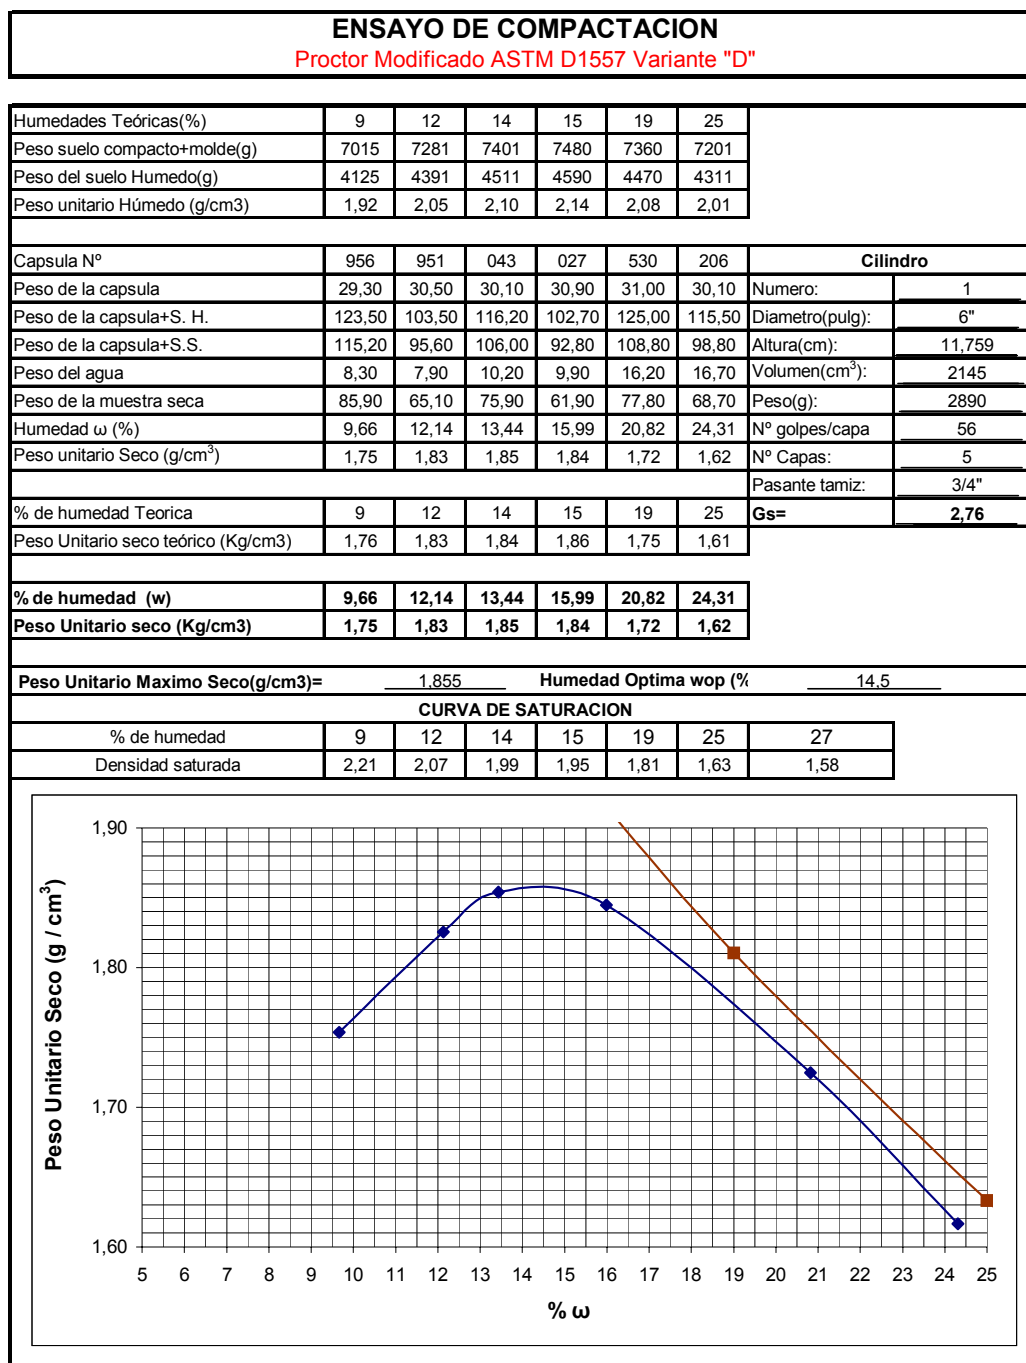 ENSAYO DE COMPACTACION
Proctor Modificado ASTM D1557 Variante "D"
Humedades Teóricas(%) 9 12 14 15 19 25
Peso suelo compacto+molde(g) 7015 7281 7401 7480 7360 7201
Peso del suelo Humedo(g) 4125 4391 4511 4590 4470 4311
Peso unitario Húmedo (g/cm3) 1,92 2,05 2,10 2,14 2,08 2,01
Capsula Nº 956 951 043 027 530 206 Cilindro
Peso de la capsula 29,30 30,50 30,10 30,90 31,00 30,10 Numero: 1
Peso de la capsula+S. H. 123,50 103,50 116,20 102,70 125,00 115,50 Diametro(pulg): 6"
Peso de la capsula+S.S. 115,20 95,60 106,00 92,80 108,80 98,80 Altura(cm): 11,759
Peso del agua 8,30 7,90 10,20 9,90 16,20 16,70 Volumen(cm³): 2145
Peso de la muestra seca 85,90 65,10 75,90 61,90 77,80 68,70 Peso(g): 2890
Humedad ω (%) 9,66 12,14 13,44 15,99 20,82 24,31 Nº golpes/capa 56
Peso unitario Seco (g/cm³) 1,75 1,83 1,85 1,84 1,72 1,62 Nº Capas: 5
Pasante tamiz: 3/4"
% de humedad Teorica 9 12 14 15 19 25 Gs= 2,76
Peso Unitario seco teórico (Kg/cm3) 1,76 1,83 1,84 1,86 1,75 1,61
% de humedad (w) 9,66 12,14 13,44 15,99 20,82 24,31
Peso Unitario seco (Kg/cm3) 1,75 1,83 1,85 1,84 1,72 1,62
Peso Unitario Maximo Seco(g/cm3)= 1,855 Humedad Optima wop (% 14,5
CURVA DE SATURACION
% de humedad 9 12 14 15 19 25 27
Densidad saturada 2,21 2,07 1,99 1,95 1,81 1,63 1,58
Peso Unitario Seco (g / cm³)
1,90
1,80
1,70
1,60
5 6 7 8 9 10 11 12 13 14 15 16 17 18 19 20 21 22 23 24 25
% ω